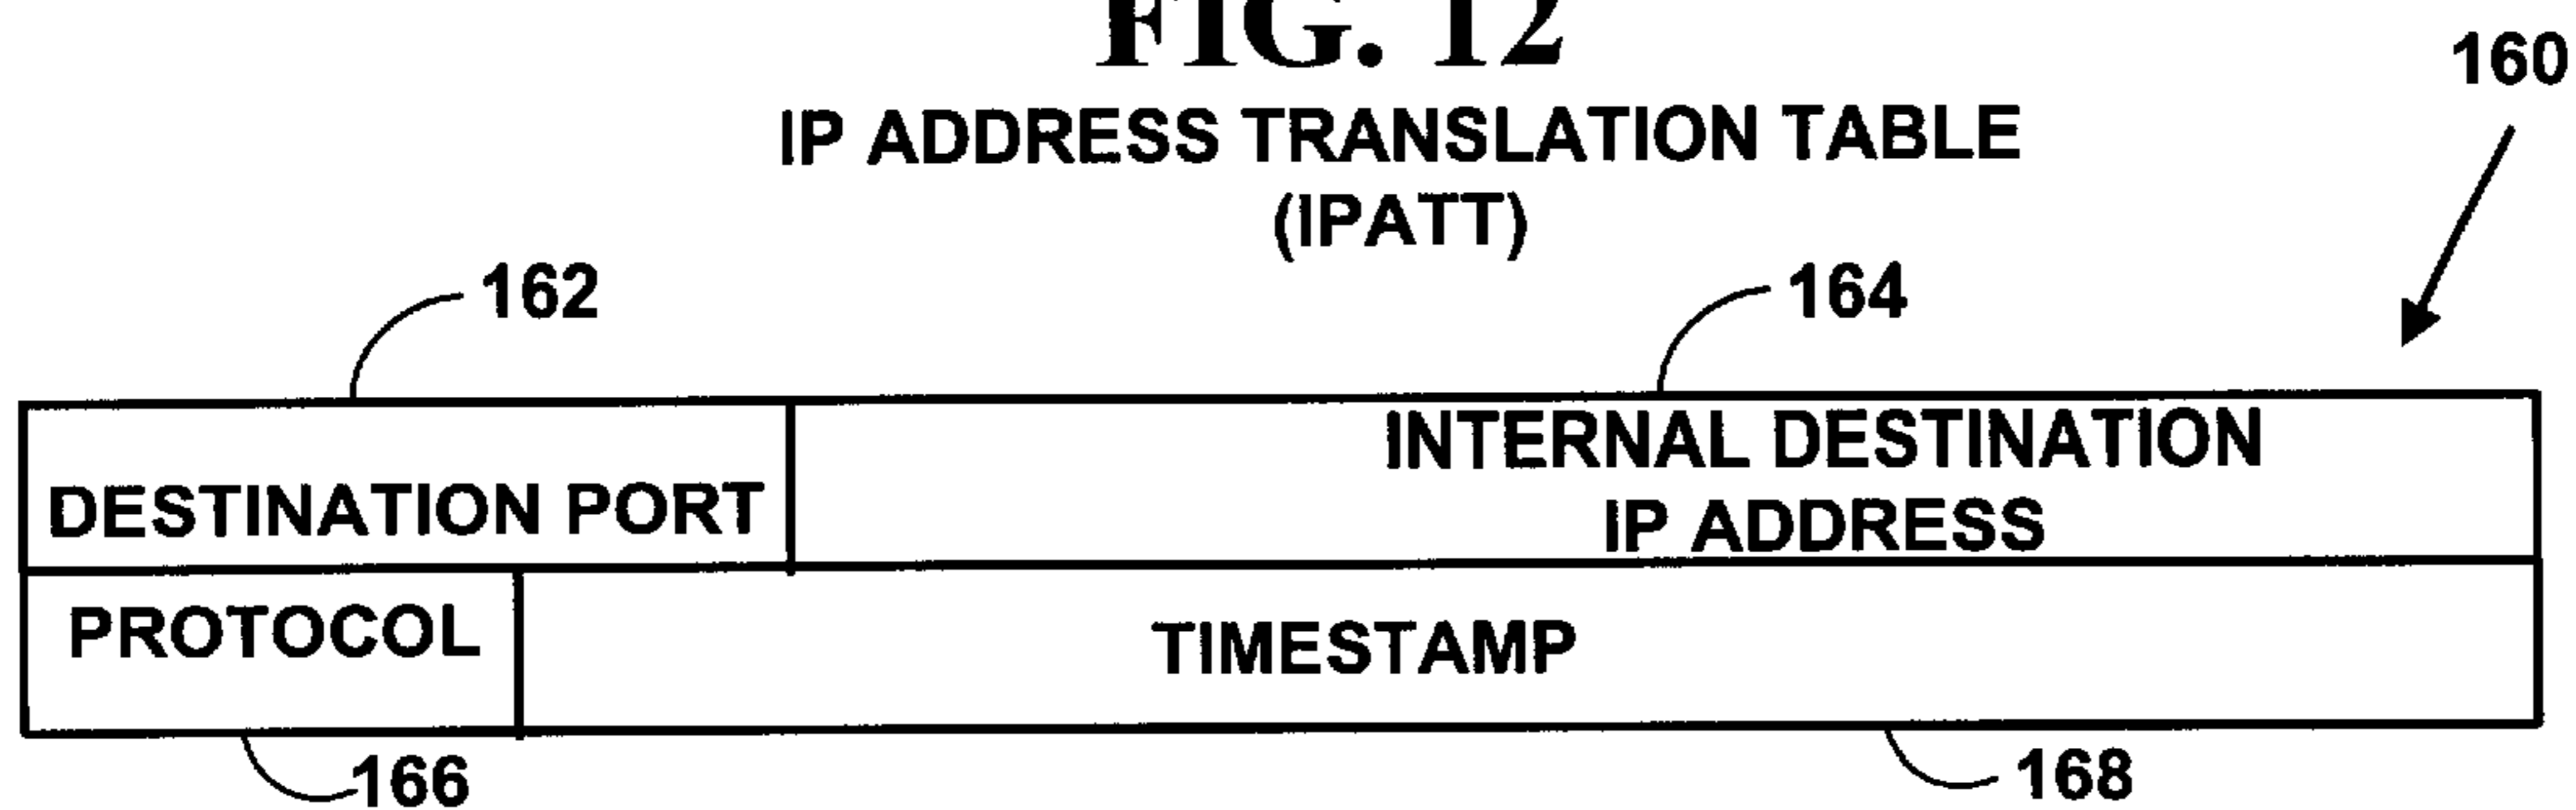 FIG. 12
160
IP ADDRESS TRANSLATION TABLE
(IPATT)
162
164
DESTINATION PORT
INTERNAL DESTINATION
IP ADDRESS
PROTOCOL
TIMESTAMP
166
168